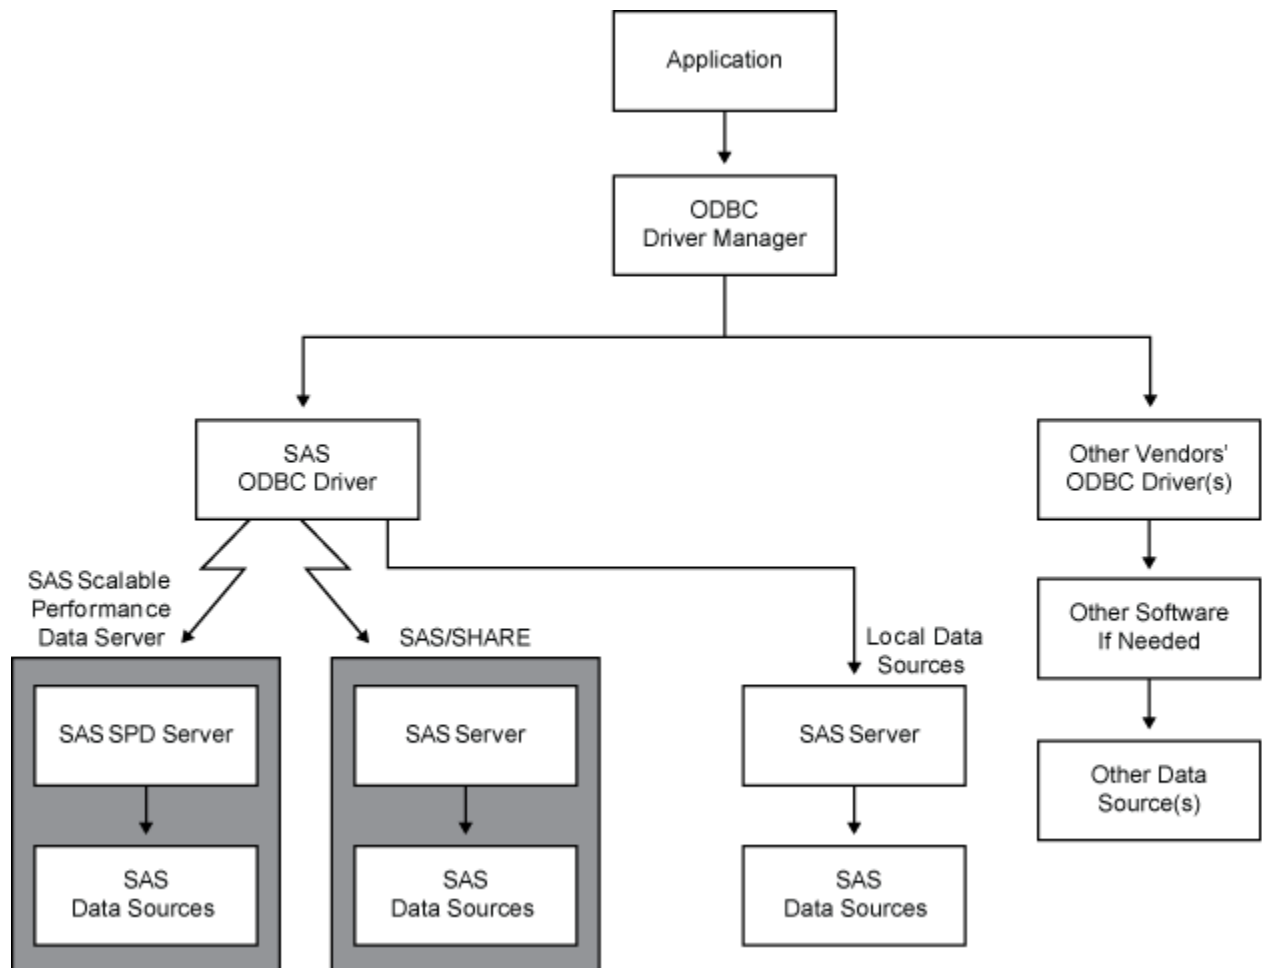 Application
ODBC
Driver Manager
SAS
ODBC Driver
Other Vendors'
ODBC Driver(s)
SAS Scalable
Performance
Data Server
SAS/SHARE
Local Data
Sources
Other Software
If Needed
SAS SPD Server
SAS Server
SAS Server
Other Data
Source(s)
SAS
Data Sources
SAS
Data Sources
SAS
Data Sources